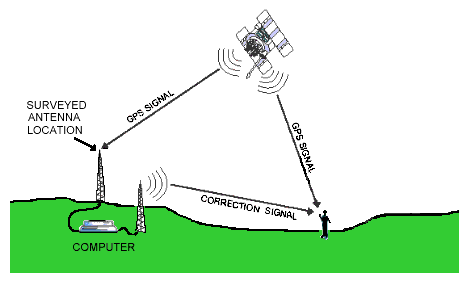 SURVEYED
ANTENNA
LOCATION
GPS SIGNAL
GPS SIGNAL
CORRECTION SIGNAL
COMPUTER